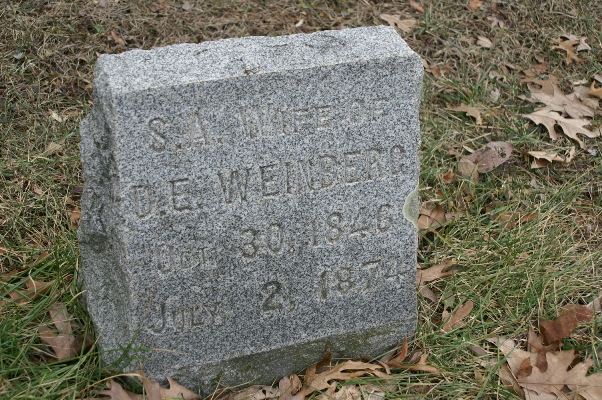 S.A. WIFE OF
D.E. WEINBERG
OCT. 30, 1846
JULY 2, 1874